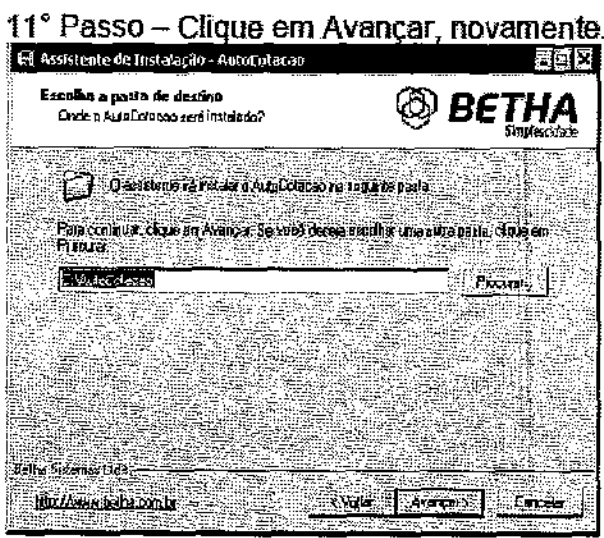 11° Passo – Clique em Avançar, novamente.
Assistente de Instalação - AutoCotacao
Escolha a pasta de destino
Onde o AutoCotacao será instalado?
BETHA
Simplescidade
O assistente irá instalar o AutoCotacao na seguinte pasta
Para continuar, clique em Avançar. Se você deseja escolher uma outra pasta, clique em
Procurar.
AutoCotacao
Procurar...
Betha Sistemas Ltda
http://www.betha.com.br
< Voltar
Avançar >
Cancelar